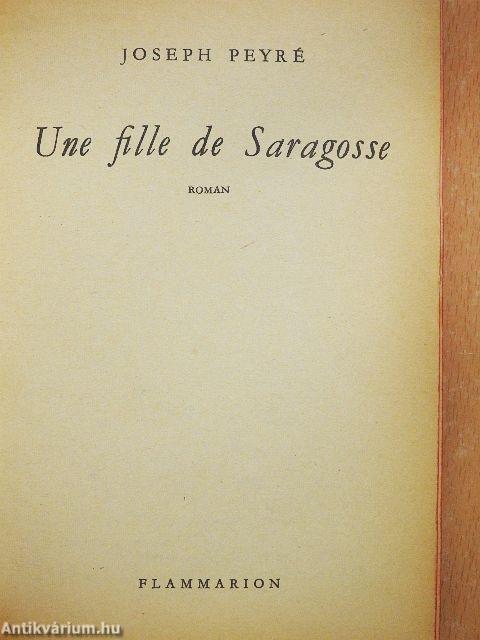 JOSEPH PEYRÉ
Une fille de Saragosse
ROMAN
FLAMMARION
Antikvárium.hu